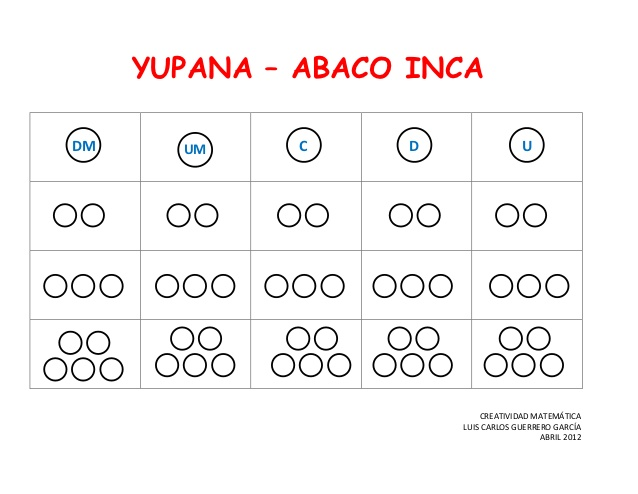 YUPANA – ABACO INCA
DM UM C D U
CREATIVIDAD MATEMÁTICA
LUIS CARLOS GUERRERO GARCÍA
ABRIL 2012